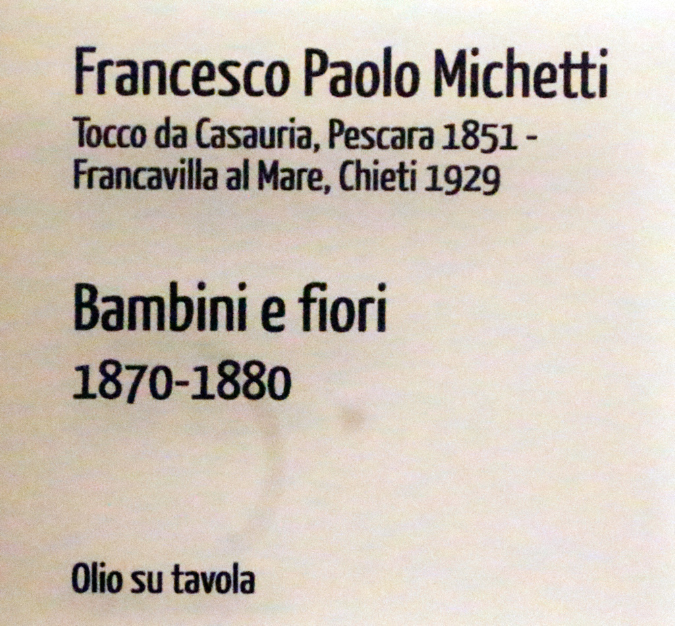 Francesco Paolo Michetti
Tocco da Casauria, Pescara 1851 -
Francavilla al Mare, Chieti 1929
Bambini e fiori
1870-1880
Olio su tavola